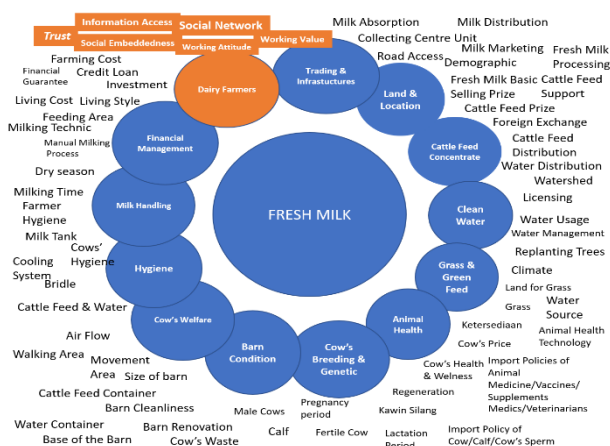 Information Access
Social Network
Trust
Social Embeddedness
Working Attitude
Working Value
Milk Absorption
Milk Distribution
Collecting Centre Unit
Road Access
Milk Marketing
Demographic
Fresh Milk
Processing
Fresh Milk Basic
Selling Prize
Cattle Feed
Support
Cattle Feed Prize
Foreign Exchange
Cattle Feed
Distribution
Water Distribution
Watershed
Licensing
Water Usage
Water Management
Replanting Trees
Climate
Land for Grass
Grass
Water
Source
Ketersediaan
Animal Health
Technology
Cow's Price
Cow's Health
& Welness
Import Policies of
Animal
Medicine/Vaccines/
Supplements
Medics/Veterinarians
Regeneration
Kawin Silang
Pregnancy
period
Male Cows
Calf
Fertile Cow
Lactation
Period
Import Policy of
Cow/Calf/Cow's Sperm
Farming Cost
Financial
Guarantee
Credit Loan
Investment
Living Cost
Living Style
Feeding Area
Milking Technic
Manual Milking
Process
Dry season
Milking Time
Farmer
Hygiene
Milk Tank
Cows'
Hygiene
Cooling
System
Bridle
Cattle Feed & Water
Air Flow
Walking Area
Movement
Area
Size of barn
Cattle Feed Container
Barn Cleanliness
Water Container
Barn Renovation
Base of the Barn
Cow's Waste
Dairy Farmers
Trading &
Infrastuctures
Land &
Location
Cattle Feed
Concentrate
Clean
Water
Grass &
Green
Feed
Animal
Health
Cow's
Breeding &
Genetic
Barn
Condition
Cow's Welfare
Hygiene
Milk Handling
Financial
Management
FRESH MILK